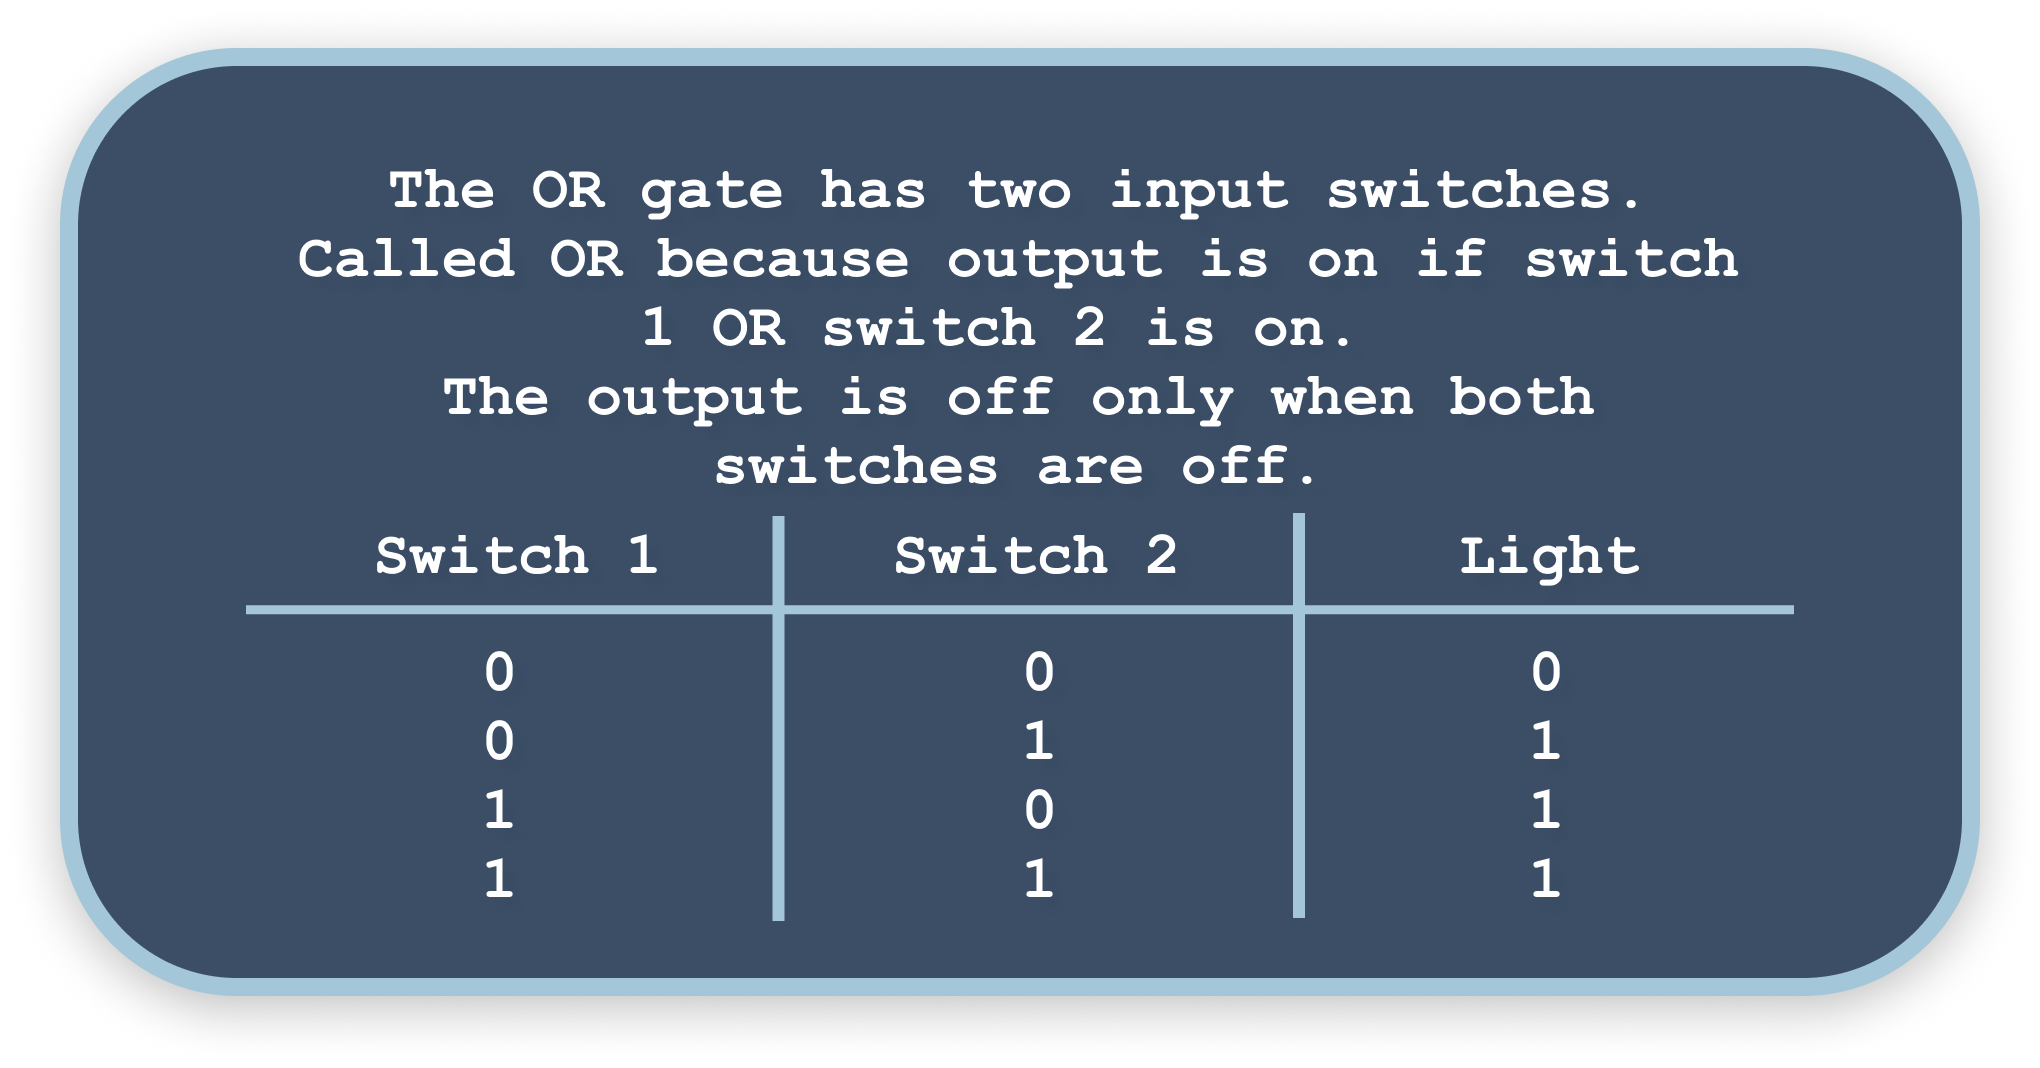 The OR gate has two input switches.
Called OR because output is on if switch
1 OR switch 2 is on.
The output is off only when both
switches are off.
Switch 1 Switch 2 Light
0 0 0
0 1 1
1 0 1
1 1 1